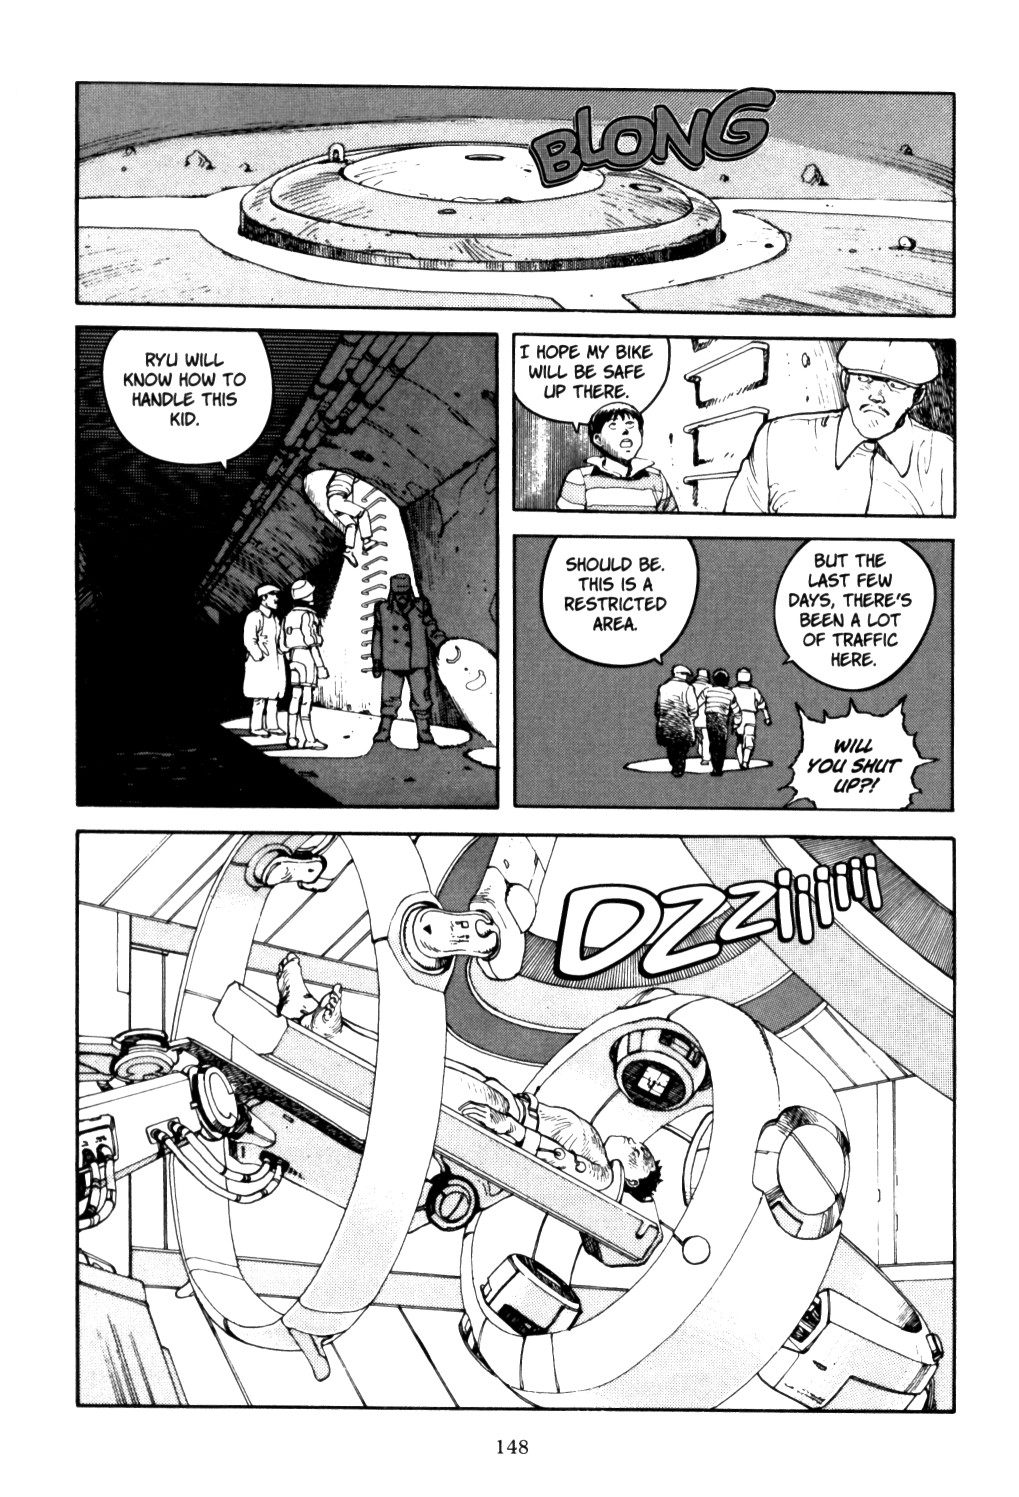 BLONG
RYU WILL
KNOW HOW TO
HANDLE THIS
KID.
I HOPE MY BIKE
WILL BE SAFE
UP THERE.
SHOULD BE.
THIS IS A
RESTRICTED
AREA.
BUT THE
LAST FEW
DAYS, THERE'S
BEEN A LOT
OF TRAFFIC
HERE.
WILL
YOU SHUT
UP?!
DZZiiiiii
148